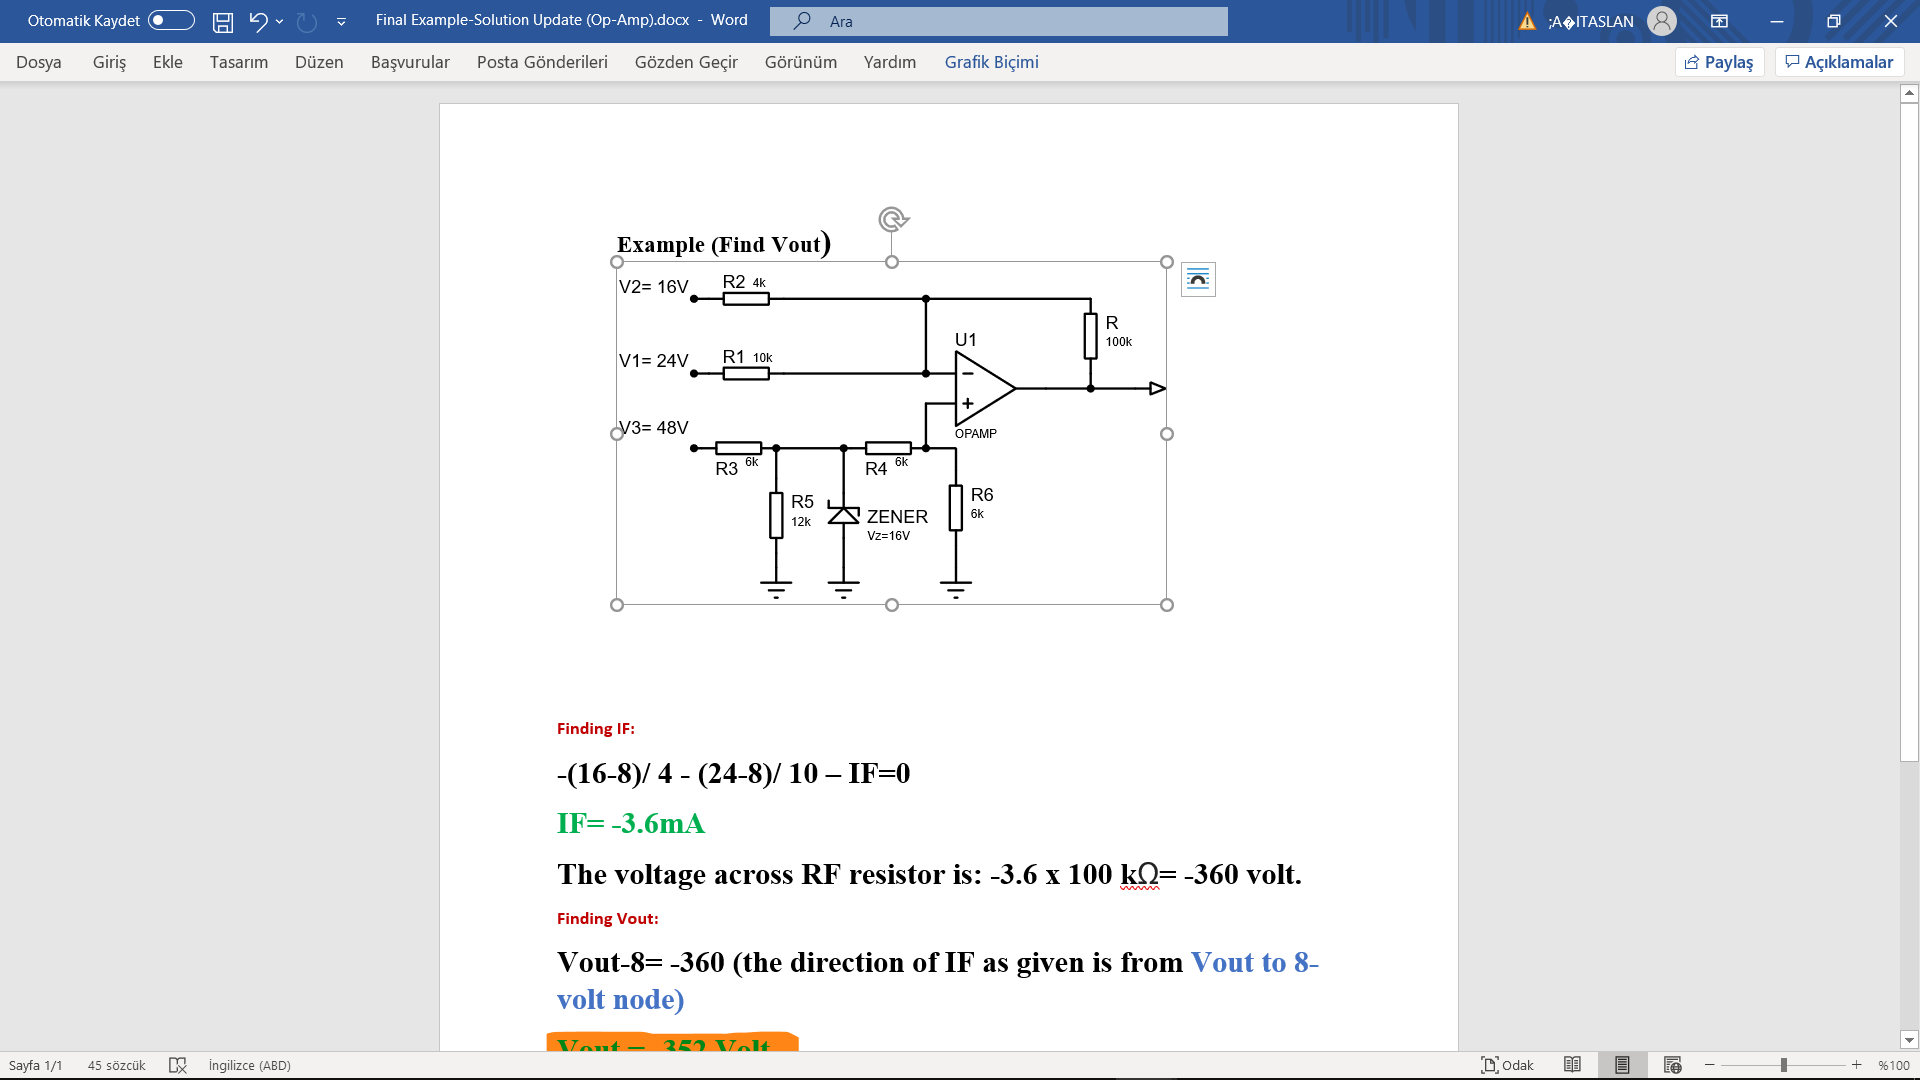 Otomatik Kaydet
Final Example-Solution Update (Op-Amp).docx - Word
Ara
;A�ITASLAN
Dosya Giriş Ekle Tasarım Düzen Başvurular Posta Gönderileri Gözden Geçir Görünüm Yardım Grafik Biçimi Paylaş Açıklamalar
Example (Find Vout)
V2= 16V R2 4k
R
100k
U1
V1= 24V R1 10k
OPAMP
V3= 48V
R3 6k R4 6k
R5
12k
ZENER
Vz=16V
R6
6k
Finding IF:
-(16-8)/ 4 - (24-8)/ 10 – IF=0
IF= -3.6mA
The voltage across RF resistor is: -3.6 x 100 kΩ= -360 volt.
Finding Vout:
Vout-8= -360 (the direction of IF as given is from Vout to 8-
volt node)
Vout = -352 Volt
Sayfa 1/1 45 sözcük İngilizce (ABD) Odak %100